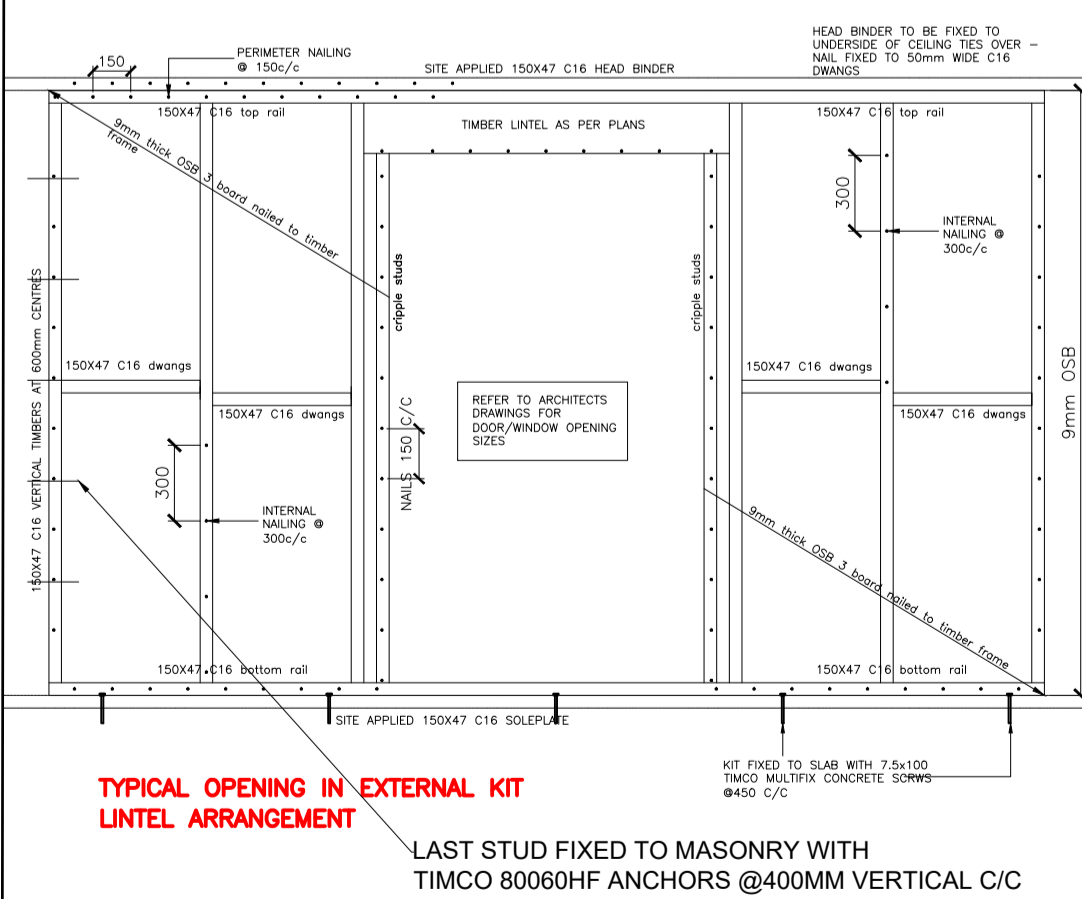 HEAD BINDER TO BE FIXED TO
UNDERSIDE OF CEILING TIES OVER –
NAIL FIXED TO 50mm WIDE C16
DWANGS
150
PERIMETER NAILING
@ 150c/c
SITE APPLIED 150X47 C16 HEAD BINDER
150X47 C16 top rail
TIMBER LINTEL AS PER PLANS
150X47 C16 top rail
9mm thick OSB 3 board nailed to timber
frame
300
INTERNAL
NAILING @
300c/c
cripple studs
cripple studs
150X47 C16 VERTICAL TIMBERS AT 600mm CENTRES
9mm OSB
150X47 C16 dwangs
150X47 C16 dwangs
150X47 C16 dwangs
150X47 C16 dwangs
REFER TO ARCHITECTS
DRAWINGS FOR
DOOR/WINDOW OPENING
SIZES
NAILS 150 C/C
300
INTERNAL
NAILING @
300c/c
9mm thick OSB 3 board nailed to timber frame
150X47 C16 bottom rail
150X47 C16 bottom rail
SITE APPLIED 150X47 C16 SOLEPLATE
KIT FIXED TO SLAB WITH 7.5x100
TIMCO MULTIFIX CONCRETE SCRWS
@450 C/C
TYPICAL OPENING IN EXTERNAL KIT
LINTEL ARRANGEMENT
LAST STUD FIXED TO MASONRY WITH
TIMCO 80060HF ANCHORS @400MM VERTICAL C/C